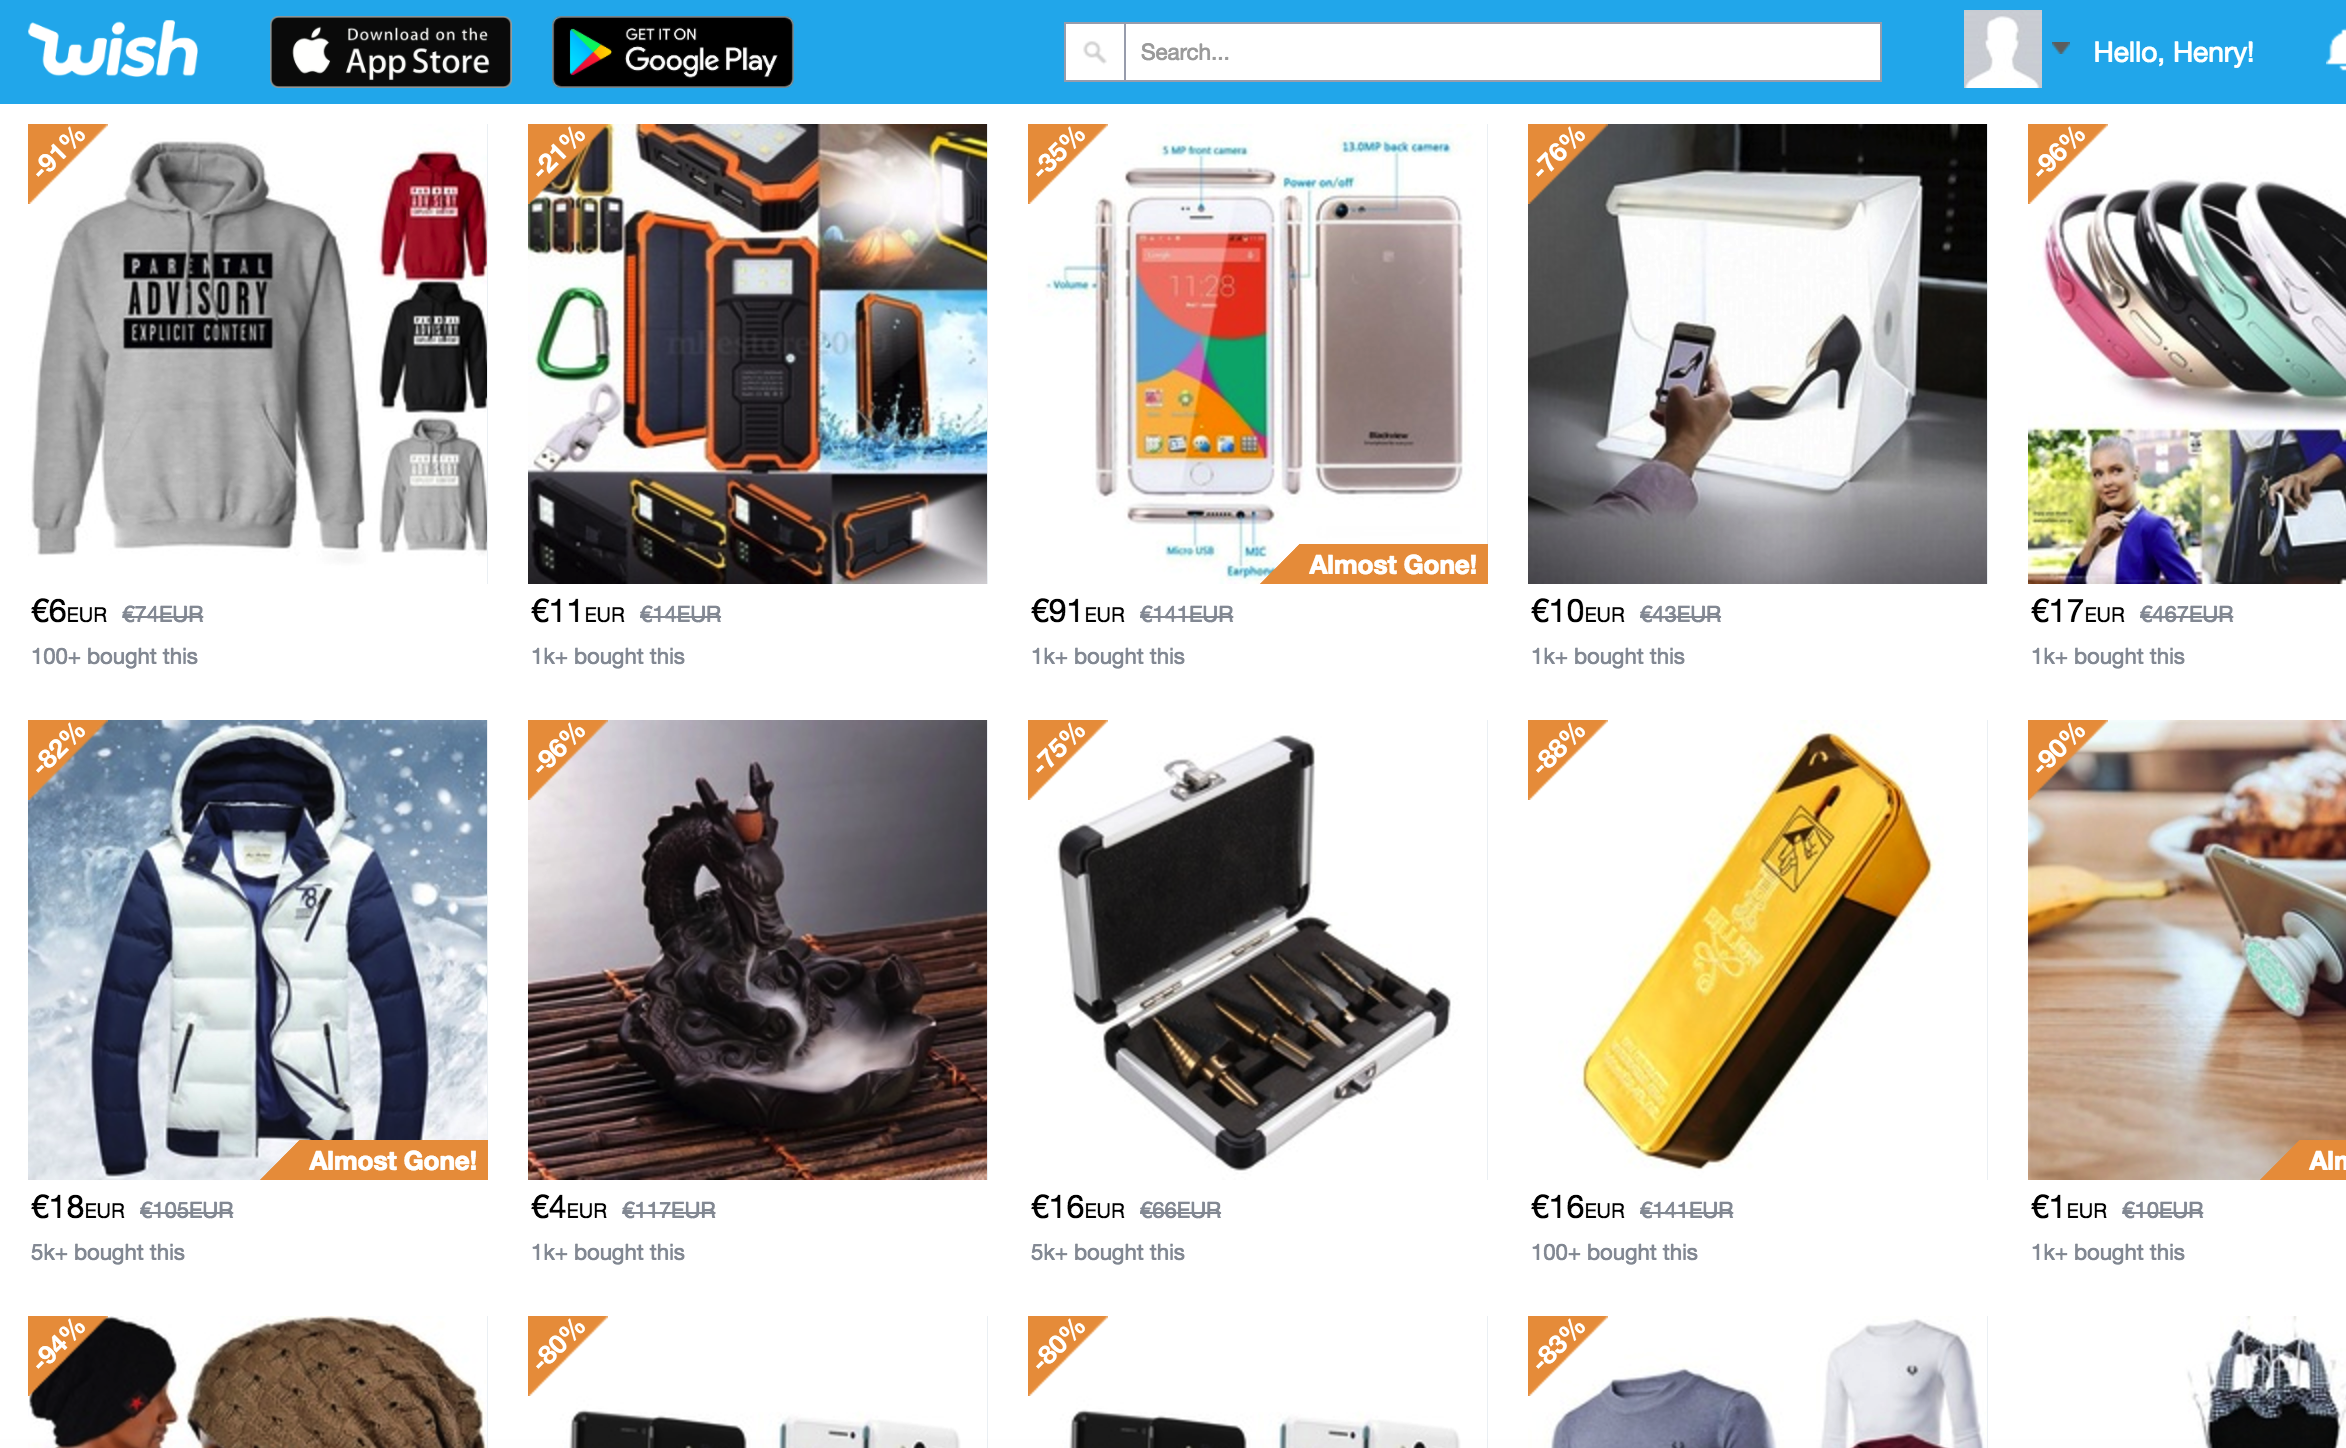 wish
Download on the
App Store
GET IT ON
Google Play
Search...
Hello, Henry!
-91%
PARENTAL
ADVISORY
EXPLICIT CONTENT
-21%
-35%
5 MP front camera
13.0MP back camera
Power on/off
- Volume -
11:28
Blackview
Micro USB
MIC
Earphone
Almost Gone!
-76%
-96%
€6EUR €74EUR
100+ bought this
€11EUR €14EUR
1k+ bought this
€91EUR €141EUR
1k+ bought this
€10EUR €43EUR
1k+ bought this
€17EUR €467EUR
1k+ bought this
-82%
78
Almost Gone!
-96%
-75%
-88%
-90%
Aln
€18EUR €105EUR
5k+ bought this
€4EUR €117EUR
1k+ bought this
€16EUR €66EUR
5k+ bought this
€16EUR €141EUR
100+ bought this
€1EUR €10EUR
1k+ bought this
-94%
-80%
-80%
-83%